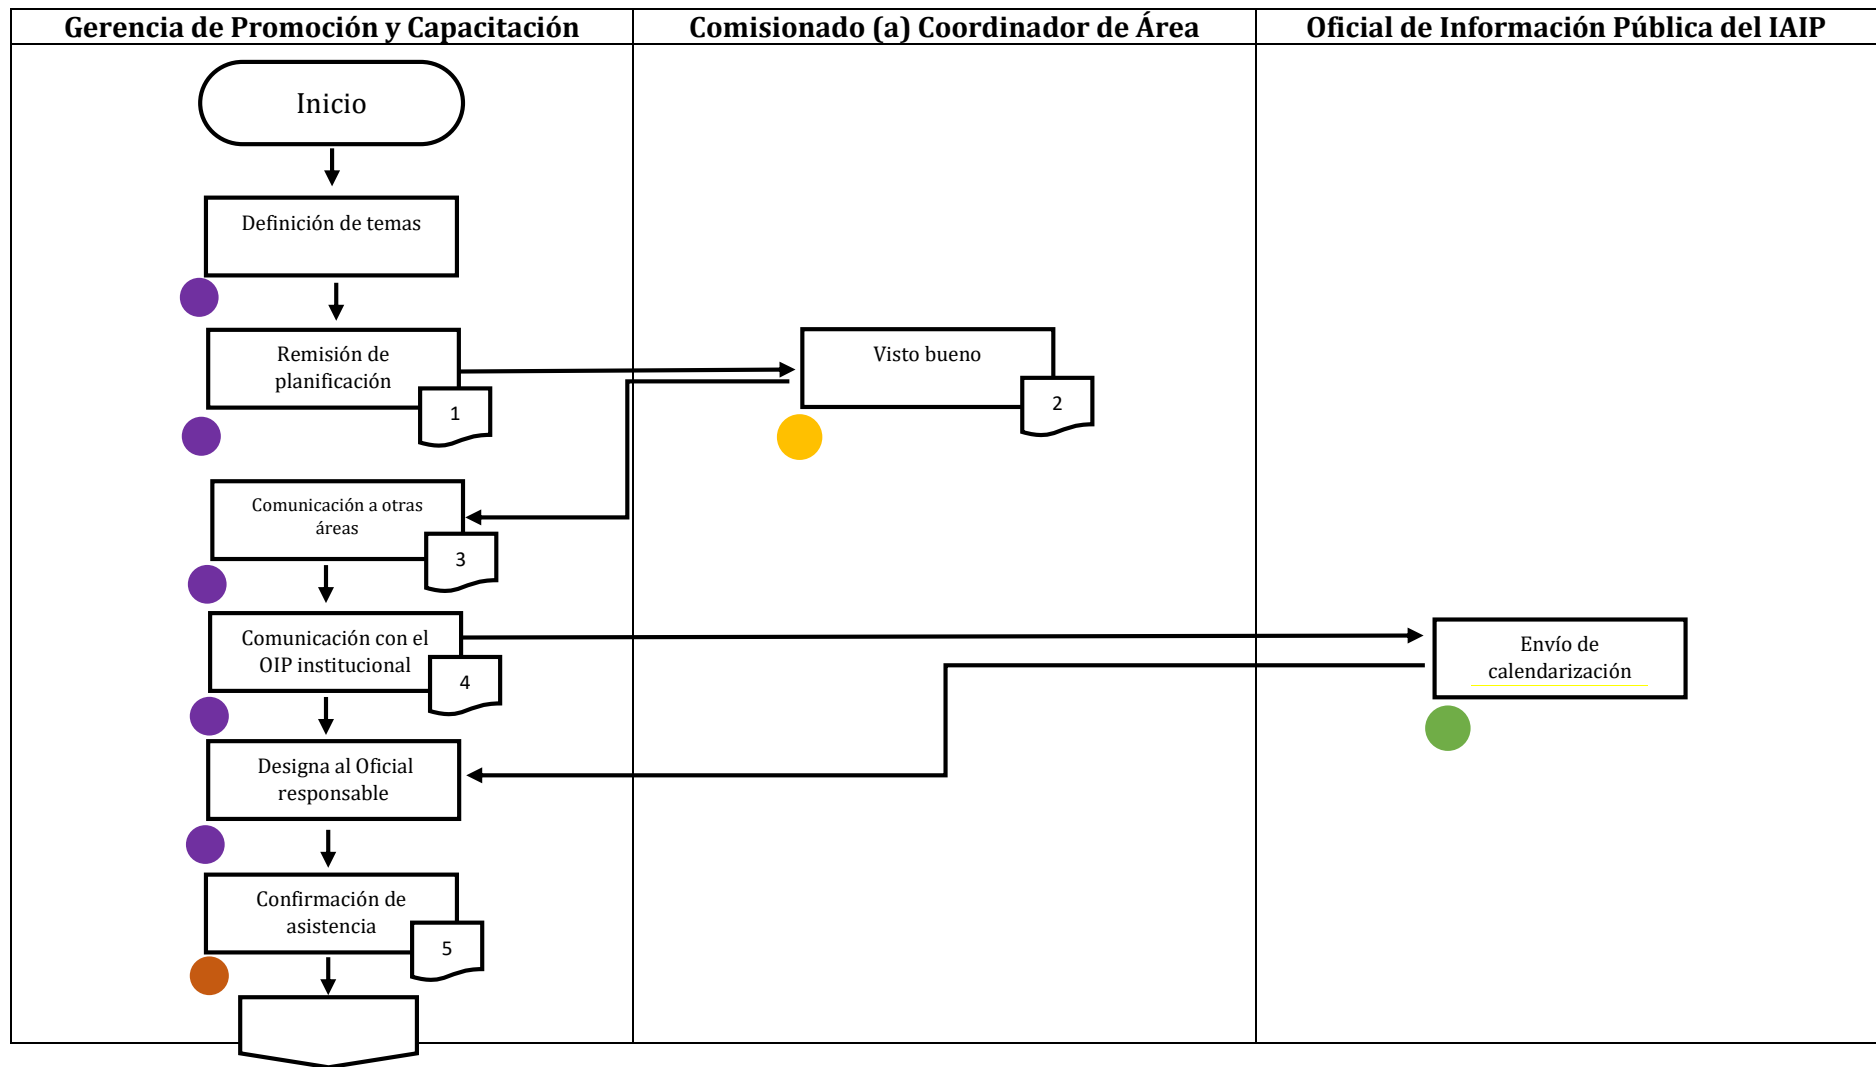 Gerencia de Promoción y Capacitación
Comisionado (a) Coordinador de Área
Oficial de Información Pública del IAIP
Inicio
Definición de temas
Remisión de
planificación
1
Visto bueno
2
Comunicación a otras
áreas
3
Comunicación con el
OIP institucional
4
Envío de
calendarización
Designa al Oficial
responsable
Confirmación de
asistencia
5